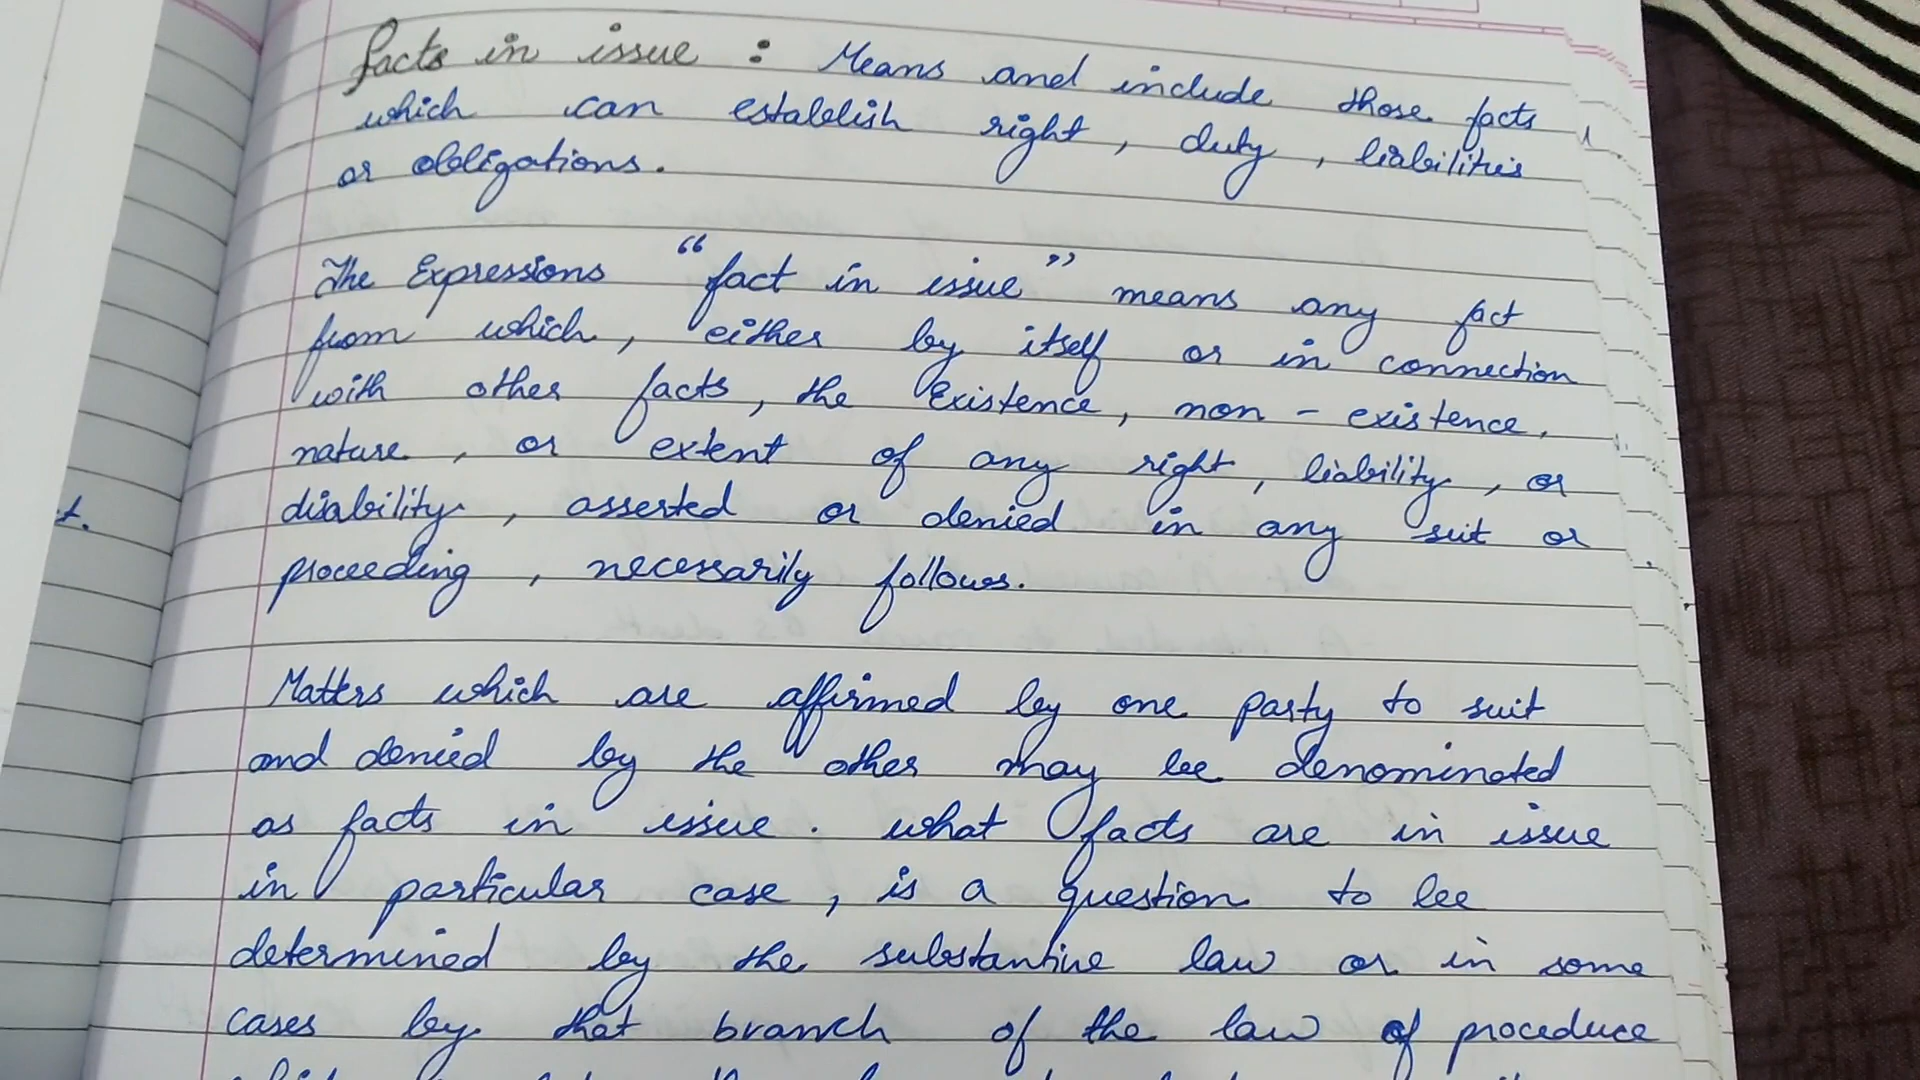 facts in issue : Means and include those facts
which can establish right, duty, liabilities
or obligations.
The Expressions "fact in issue" means any fact
from which, either by itself or in connection
with other facts, the Existence, non - existence,
nature, or extent of any right, liability, or
disability, asserted or denied in any suit or
proceeding, necessarily follows.
Matters which are affirmed by one party to suit
and denied by the other may be denominated
as facts in issue. what facts are in issue
in particular case, is a question to be
determined by the substantive law or in some
cases by that branch of the law of procedure